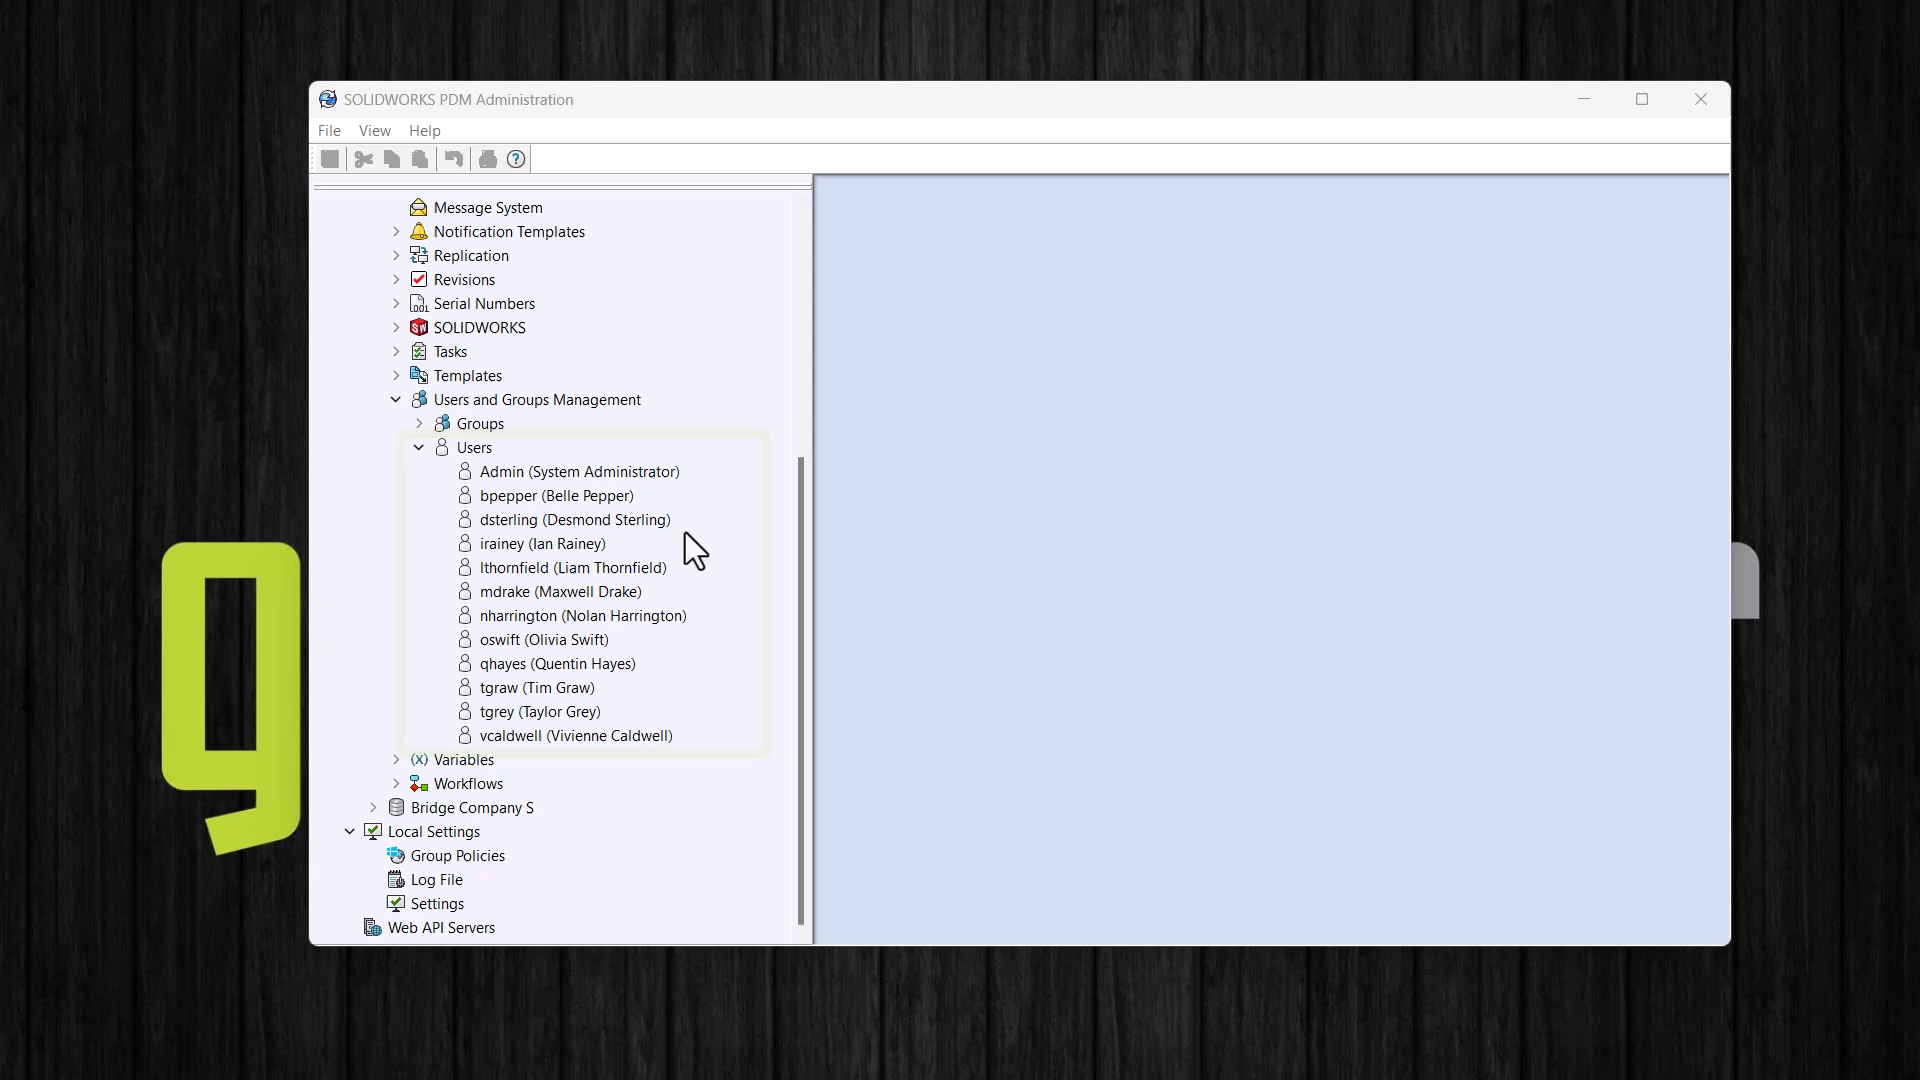 SOLIDWORKS PDM Administration
File View Help
Message System
Notification Templates
Replication
Revisions
Serial Numbers
SOLIDWORKS
Tasks
Templates
Users and Groups Management
Groups
Users
Admin (System Administrator)
bpepper (Belle Pepper)
dsterling (Desmond Sterling)
irainey (Ian Rainey)
lthornfield (Liam Thornfield)
mdrake (Maxwell Drake)
nharrington (Nolan Harrington)
oswift (Olivia Swift)
qhayes (Quentin Hayes)
tgraw (Tim Graw)
tgrey (Taylor Grey)
vcaldwell (Vivienne Caldwell)
Variables
Workflows
Bridge Company S
Local Settings
Group Policies
Log File
Settings
Web API Servers